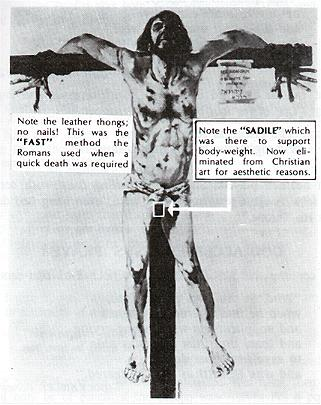 Note the leather thongs;
no nails! This was the
"FAST" method the
Romans used when a
quick death was required
Note the "SADILE" which
was there to support
body-weight. Now eli-
minated from Christian
art for aesthetic reasons.